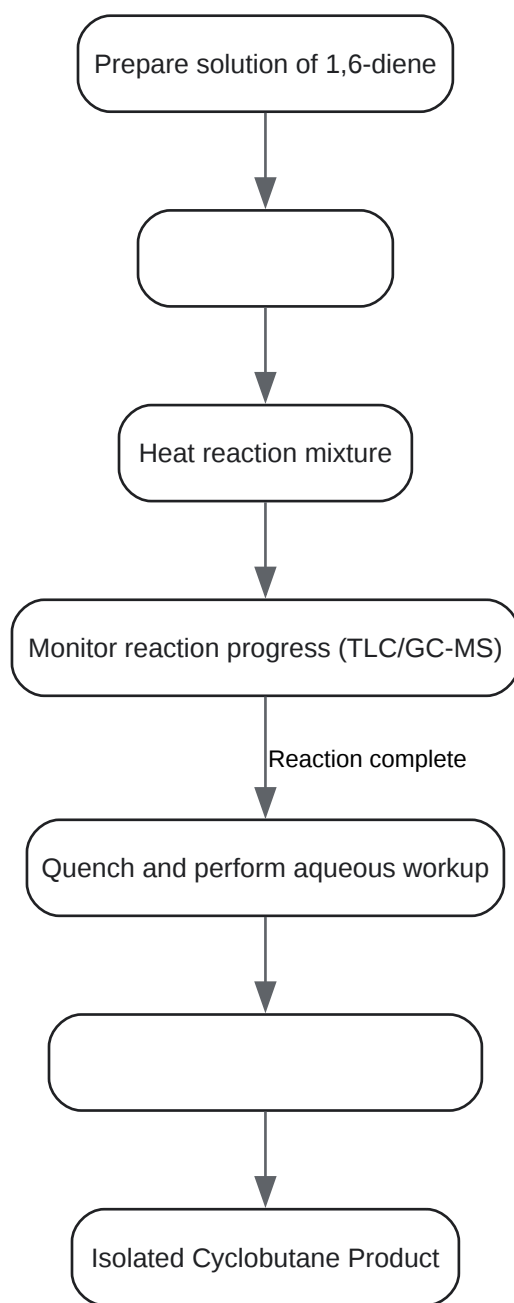 Prepare solution of 1,6-diene
Heat reaction mixture
Monitor reaction progress (TLC/GC-MS)
Reaction complete
Quench and perform aqueous workup
Isolated Cyclobutane Product